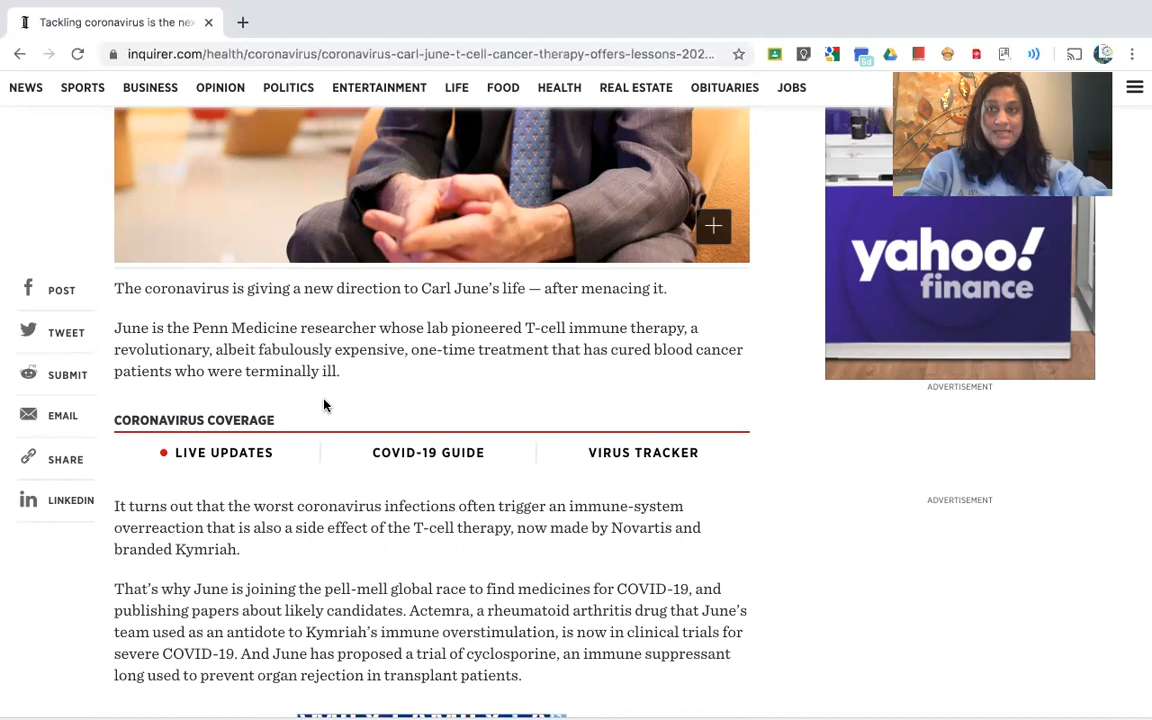 Tackling coronavirus is the ne
inquirer.com/health/coronavirus/coronavirus-carl-june-t-cell-cancer-therapy-offers-lessons-202...
5d
NEWS SPORTS BUSINESS OPINION POLITICS ENTERTAINMENT LIFE FOOD HEALTH REAL ESTATE OBITUARIES JOBS
yahoo!
finance
ADVERTISEMENT
ADVERTISEMENT
POST
TWEET
SUBMIT
EMAIL
SHARE
LINKEDIN
The coronavirus is giving a new direction to Carl June’s life — after menacing it.
June is the Penn Medicine researcher whose lab pioneered T-cell immune therapy, a
revolutionary, albeit fabulously expensive, one-time treatment that has cured blood cancer
patients who were terminally ill.
CORONAVIRUS COVERAGE
LIVE UPDATES COVID-19 GUIDE VIRUS TRACKER
It turns out that the worst coronavirus infections often trigger an immune-system
overreaction that is also a side effect of the T-cell therapy, now made by Novartis and
branded Kymriah.
That’s why June is joining the pell-mell global race to find medicines for COVID-19, and
publishing papers about likely candidates. Actemra, a rheumatoid arthritis drug that June’s
team used as an antidote to Kymriah’s immune overstimulation, is now in clinical trials for
severe COVID-19. And June has proposed a trial of cyclosporine, an immune suppressant
long used to prevent organ rejection in transplant patients.